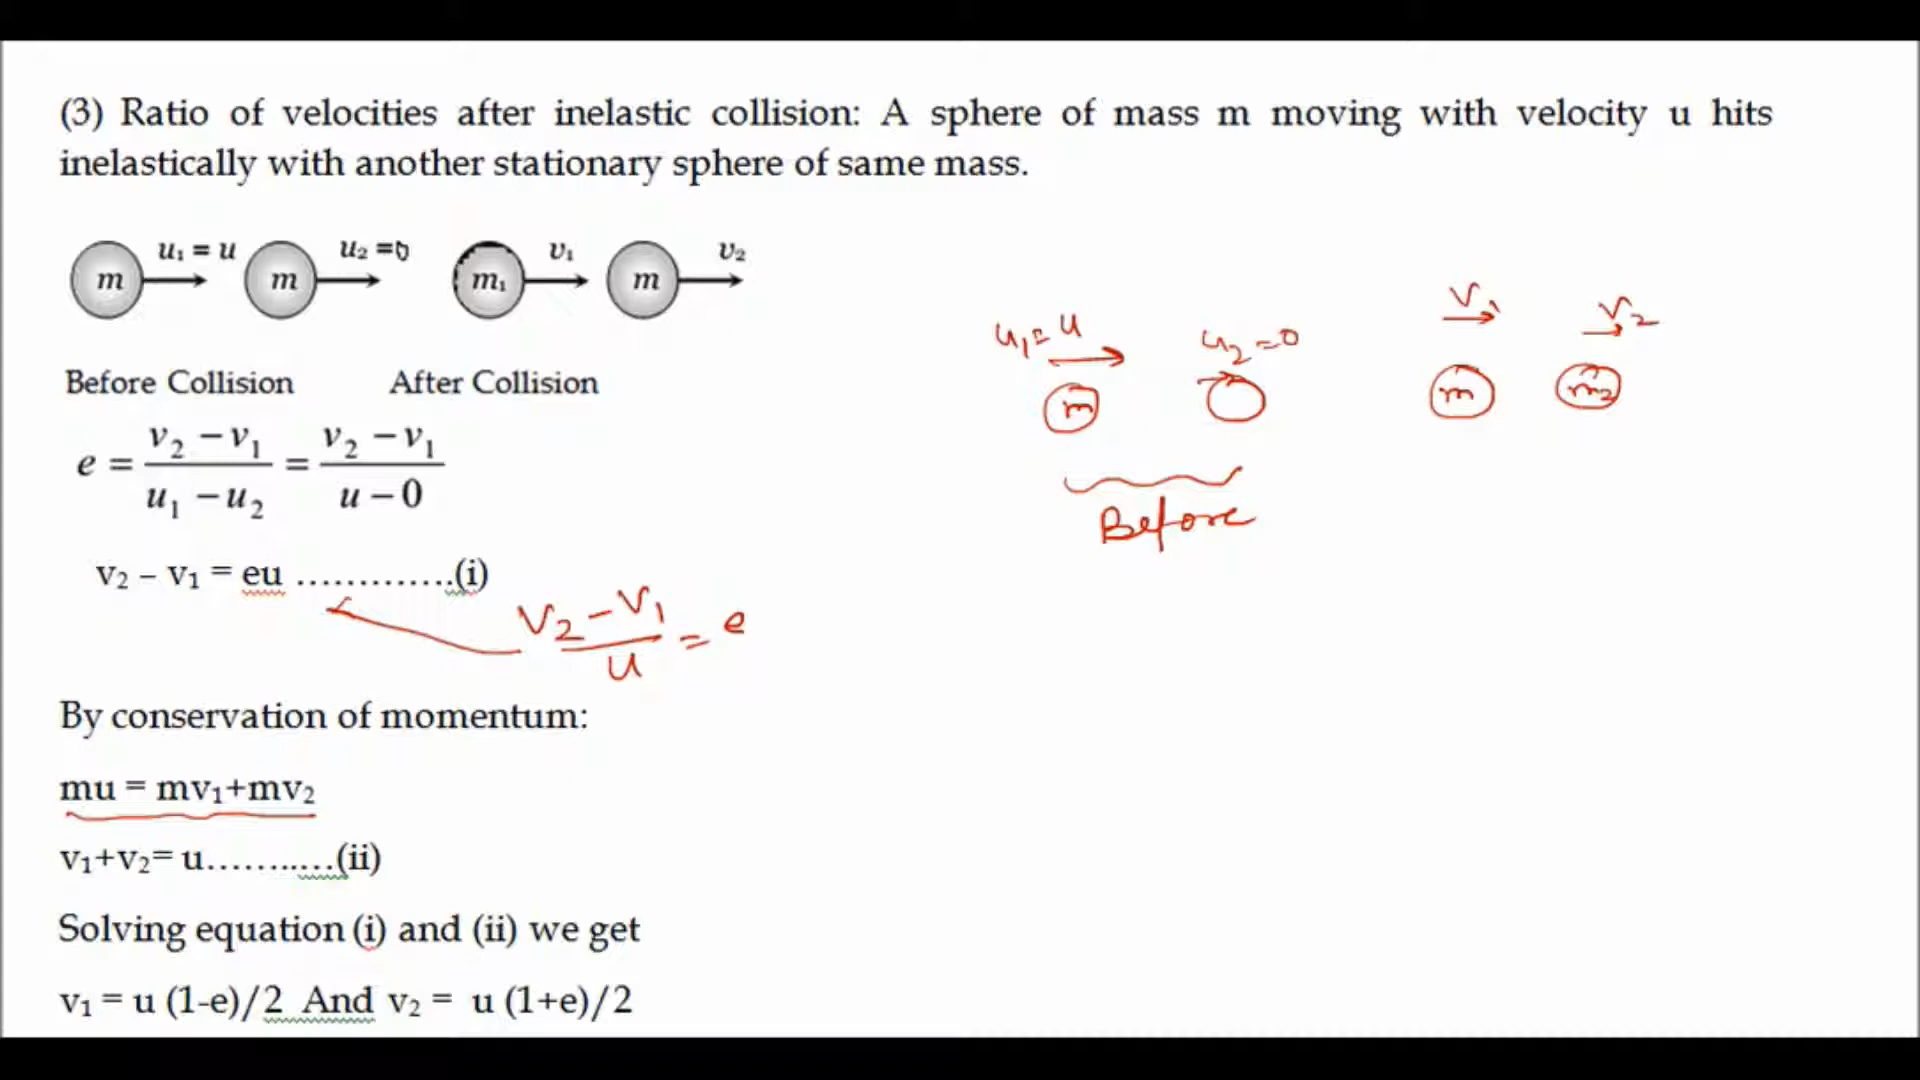 (3) Ratio of velocities after inelastic collision: A sphere of mass m moving with velocity u hits
inelastically with another stationary sphere of same mass.
m u₁ = u m u₂ =0 m₁ v₁ m v₂
Before Collision After Collision
e = (v₂ − v₁)/(u₁ − u₂) = (v₂ − v₁)/(u − 0)
v₂ – v₁ = eu .............(i)
(v₂ − v₁)/u = e
By conservation of momentum:
mu = mv₁+mv₂
v₁+v₂= u...........(ii)
Solving equation (i) and (ii) we get
v₁ = u (1-e)/2 And v₂ = u (1+e)/2
u₁ = u u₂ = 0
m
Before
v₁ v₂
m m₂